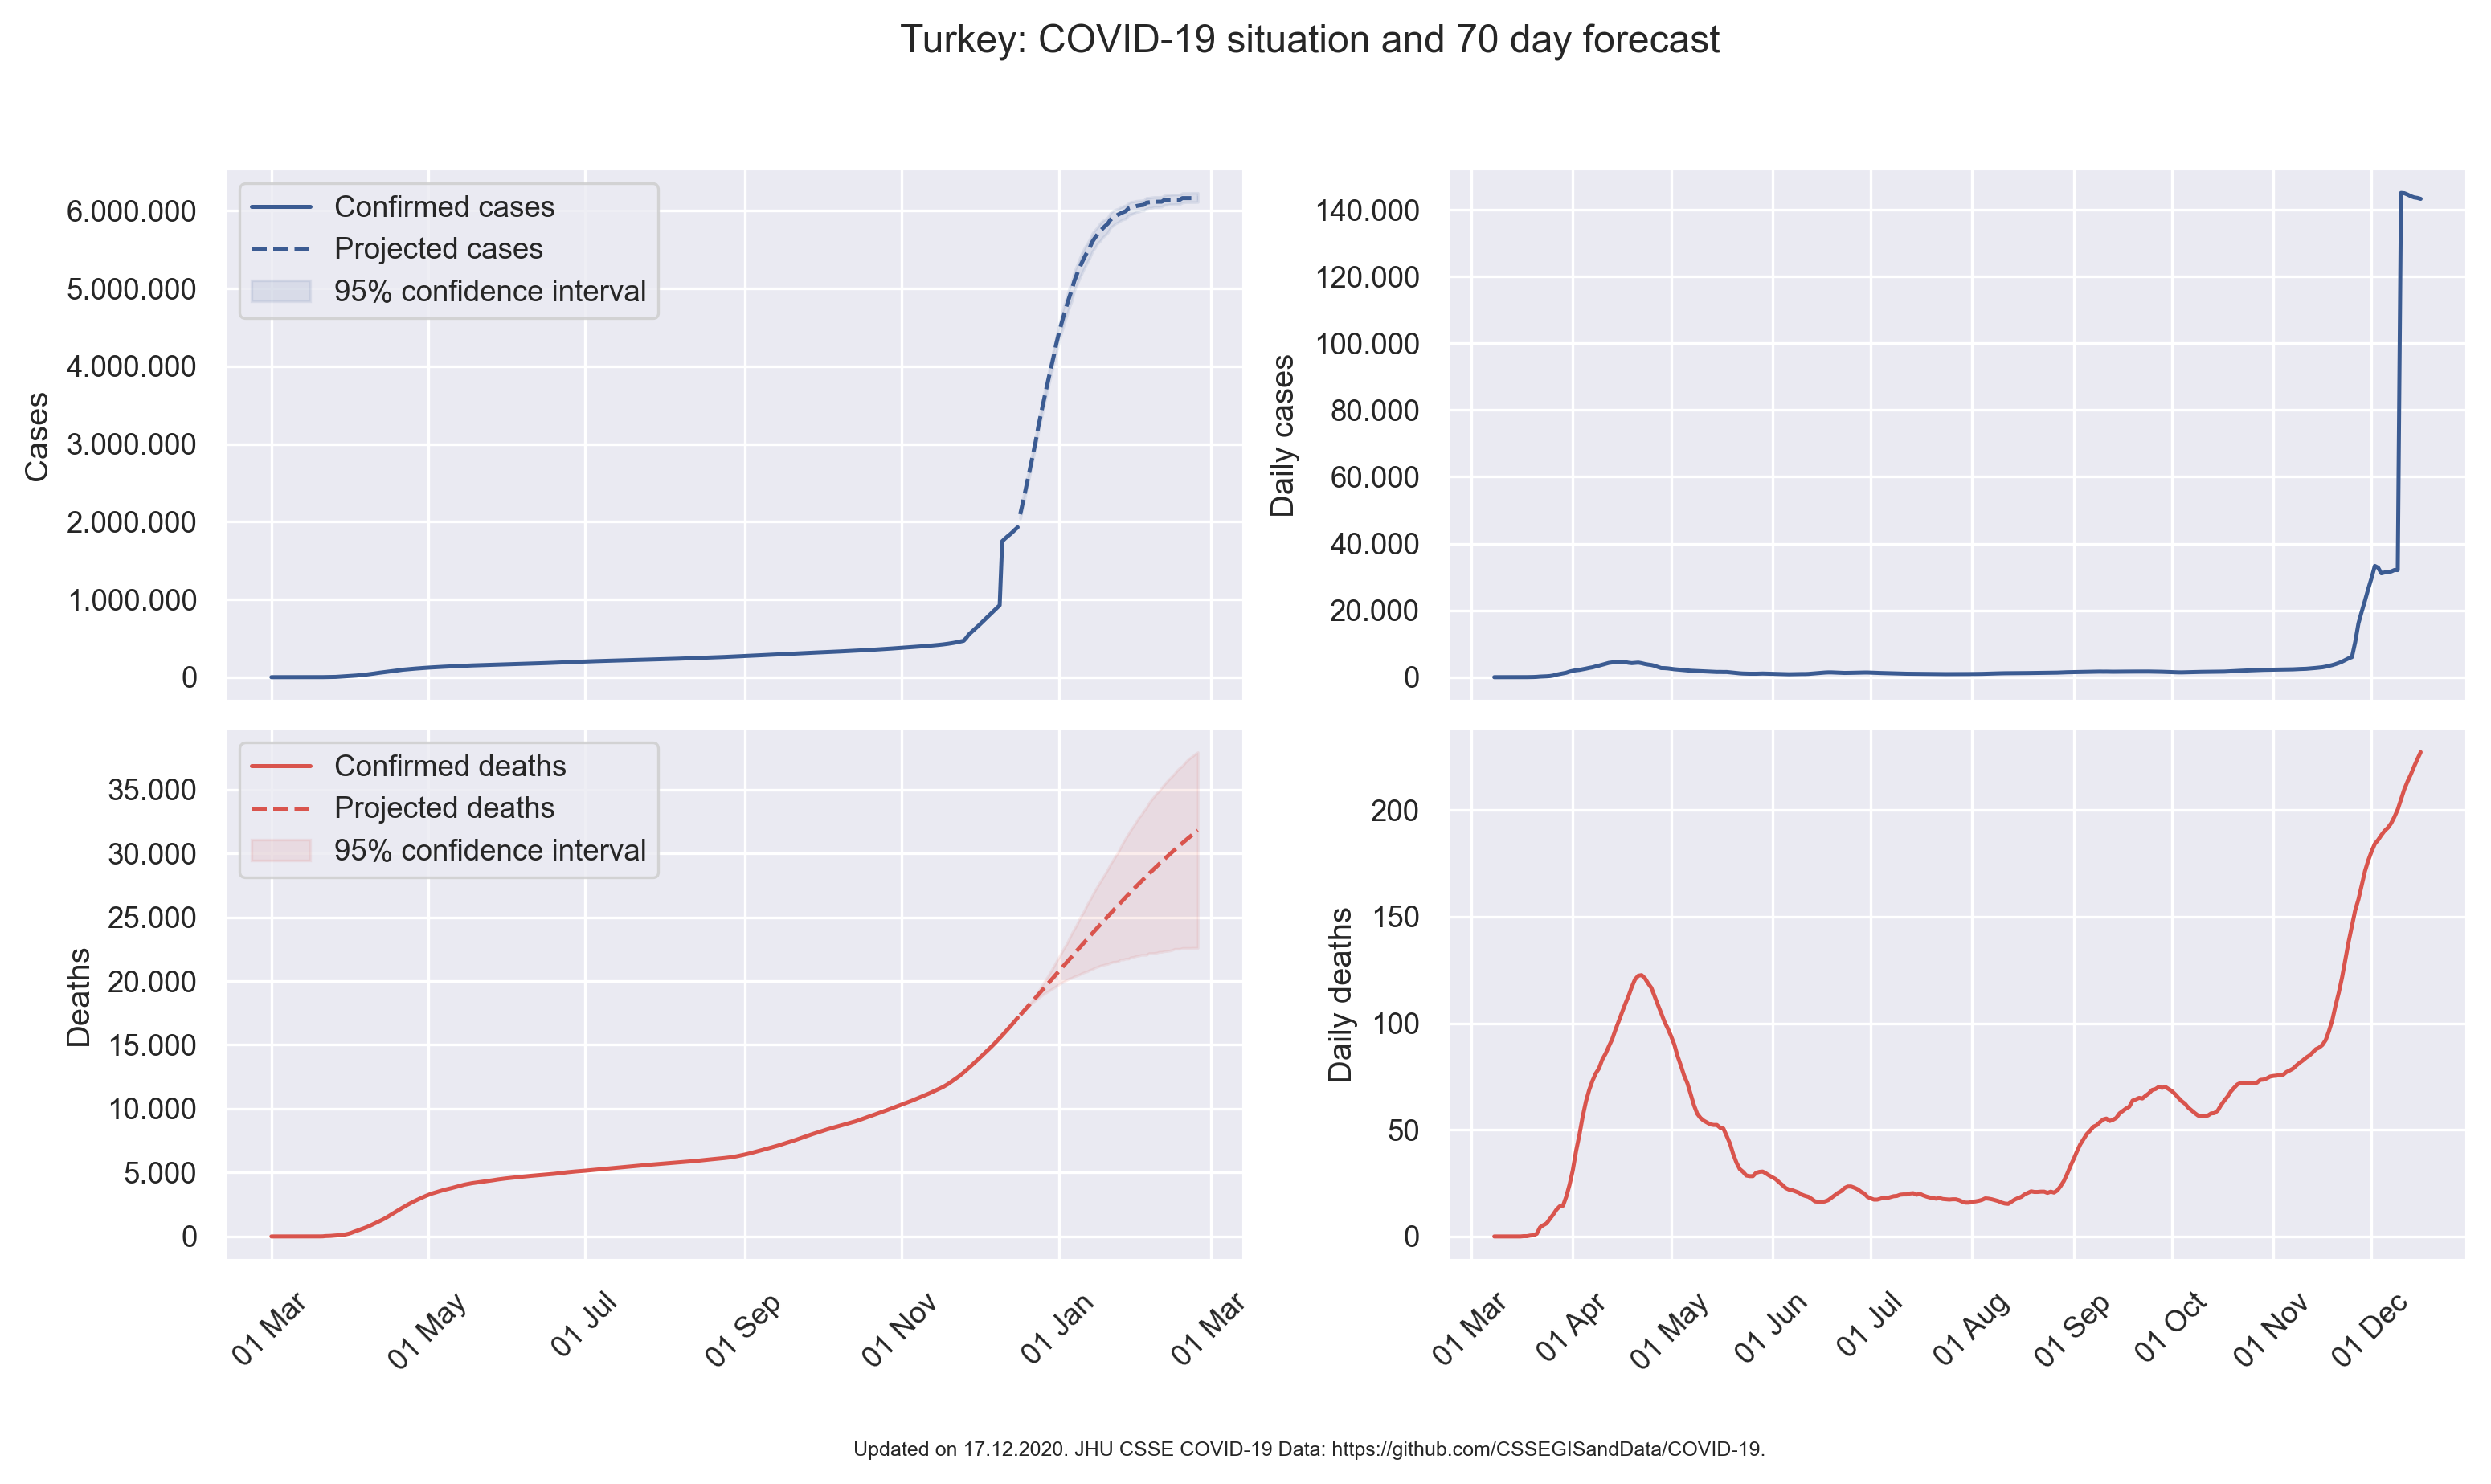 Turkey: COVID-19 situation and 70 day forecast
Confirmed cases
Projected cases
95% confidence interval
Cases
6.000.000
5.000.000
4.000.000
3.000.000
2.000.000
1.000.000
0
Daily cases
140.000
120.000
100.000
80.000
60.000
40.000
20.000
0
Confirmed deaths
Projected deaths
95% confidence interval
Deaths
35.000
30.000
25.000
20.000
15.000
10.000
5.000
0
01 Mar
01 May
01 Jul
01 Sep
01 Nov
01 Jan
01 Mar
Daily deaths
200
150
100
50
0
01 Mar
01 Apr
01 May
01 Jun
01 Jul
01 Aug
01 Sep
01 Oct
01 Nov
01 Dec
Updated on 17.12.2020. JHU CSSE COVID-19 Data: https://github.com/CSSEGISandData/COVID-19.